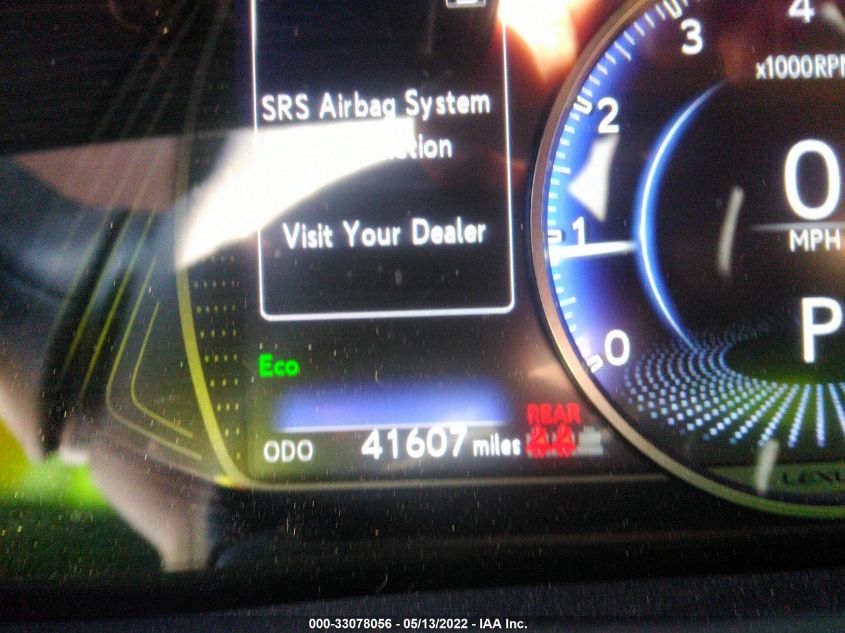 SRS Airbag System
Visit Your Dealer
Eco
ODO 41607 miles
REAR
4
3
2
1
0
x1000RPM
0
MPH
P
LEXUS
000-33078056 - 05/13/2022 - IAA Inc.